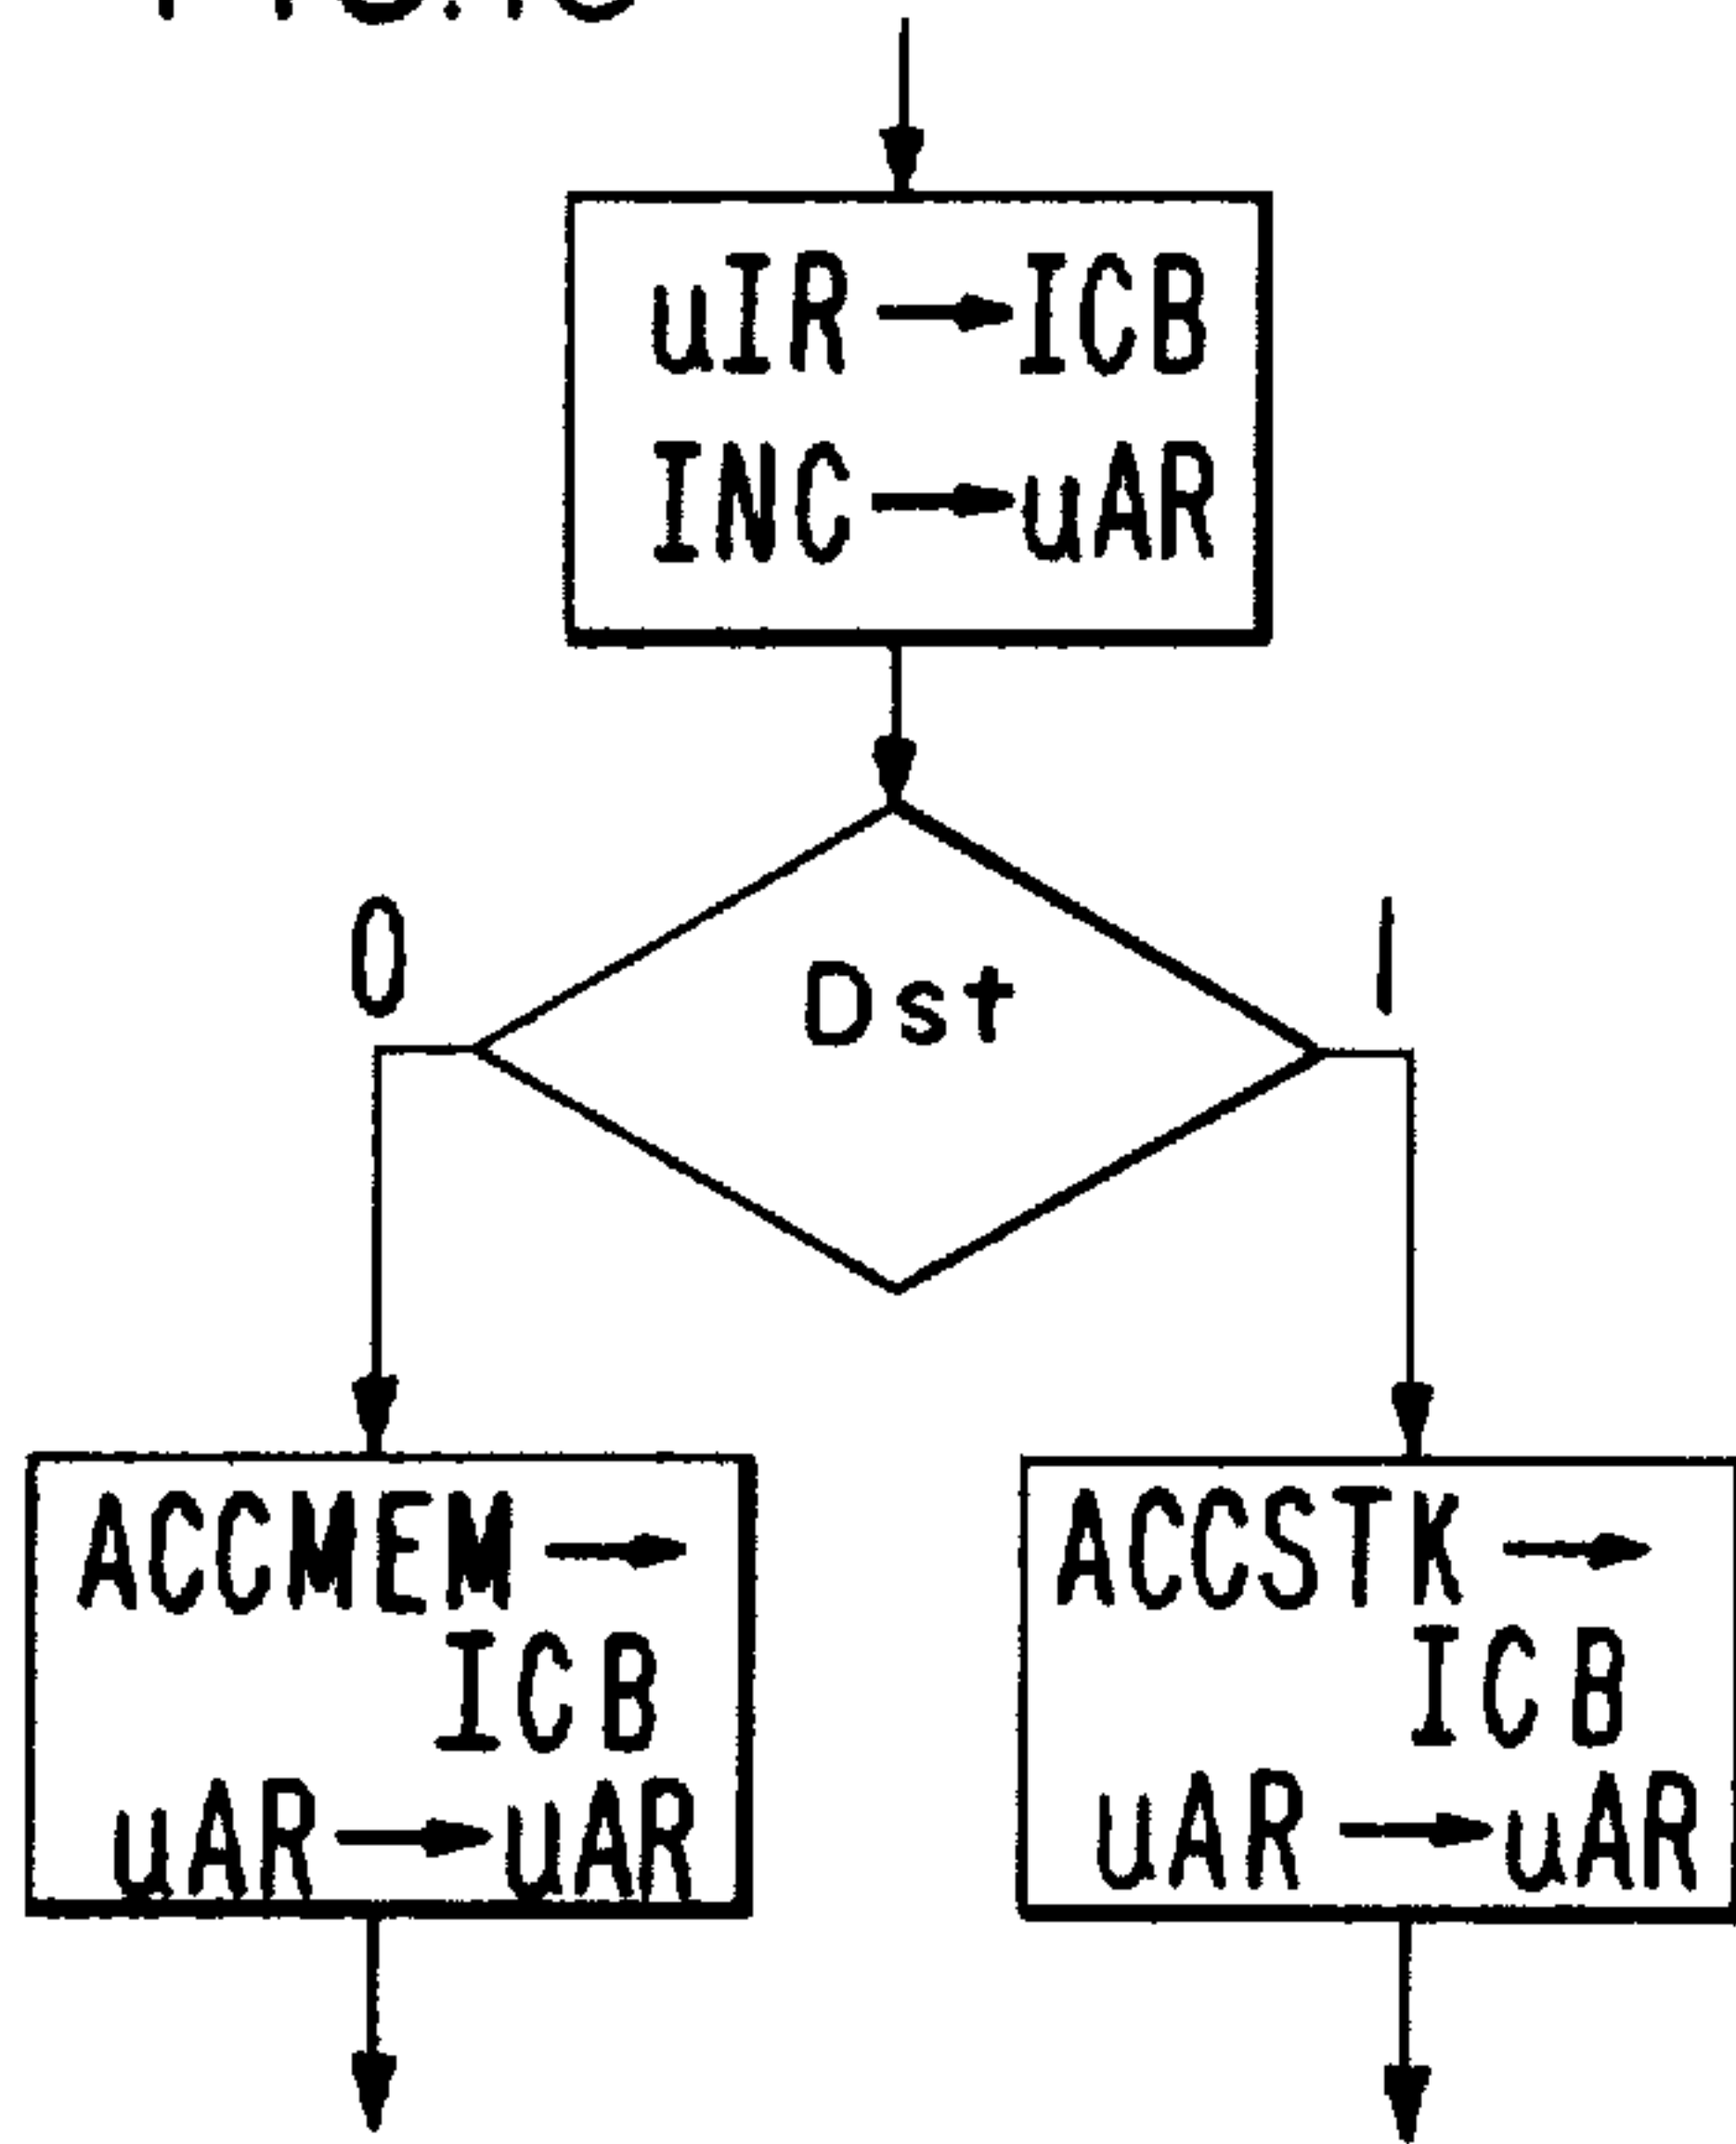 uIR → ICB
INC → uAR
0
Dst
1
ACCMEM →
ICB
uAR → uAR
ACCSTK →
ICB
uAR → uAR